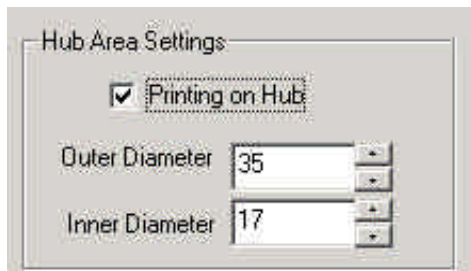 Hub Area Settings
Printing on Hub
Outer Diameter 35
Inner Diameter 17